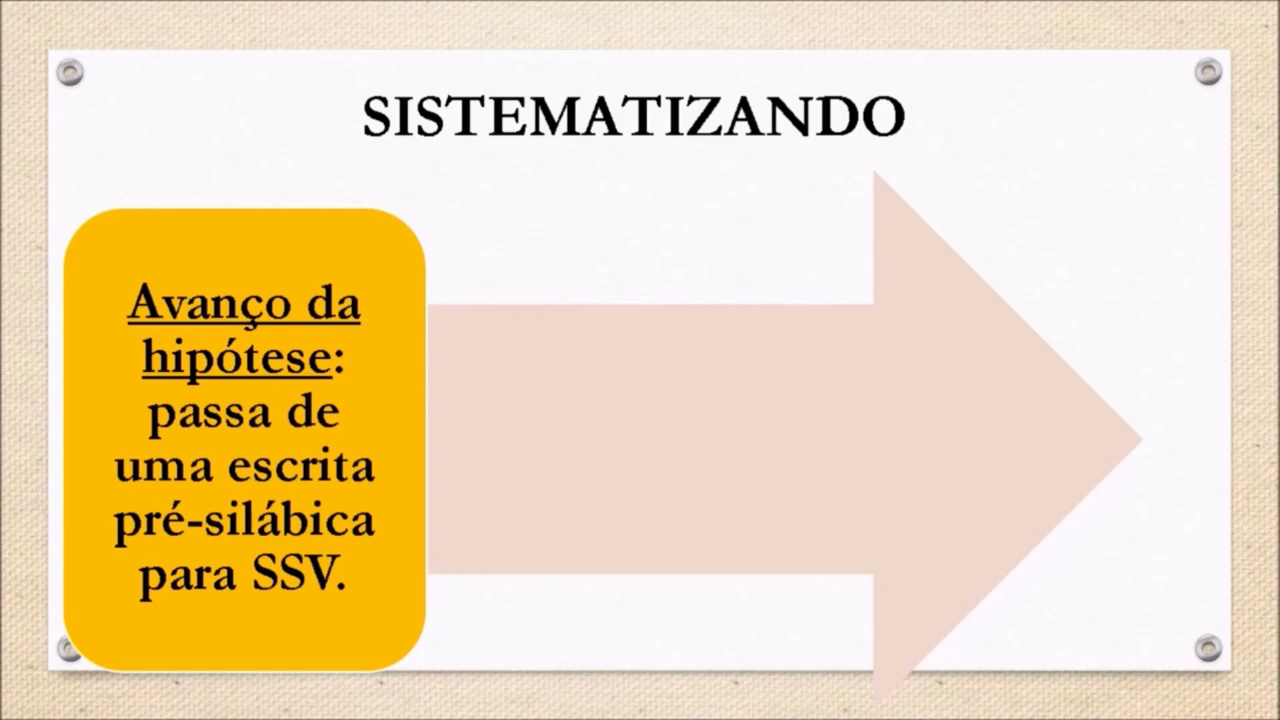 SISTEMATIZANDO
Avanço da
hipótese:
passa de
uma escrita
pré-silábica
para SSV.